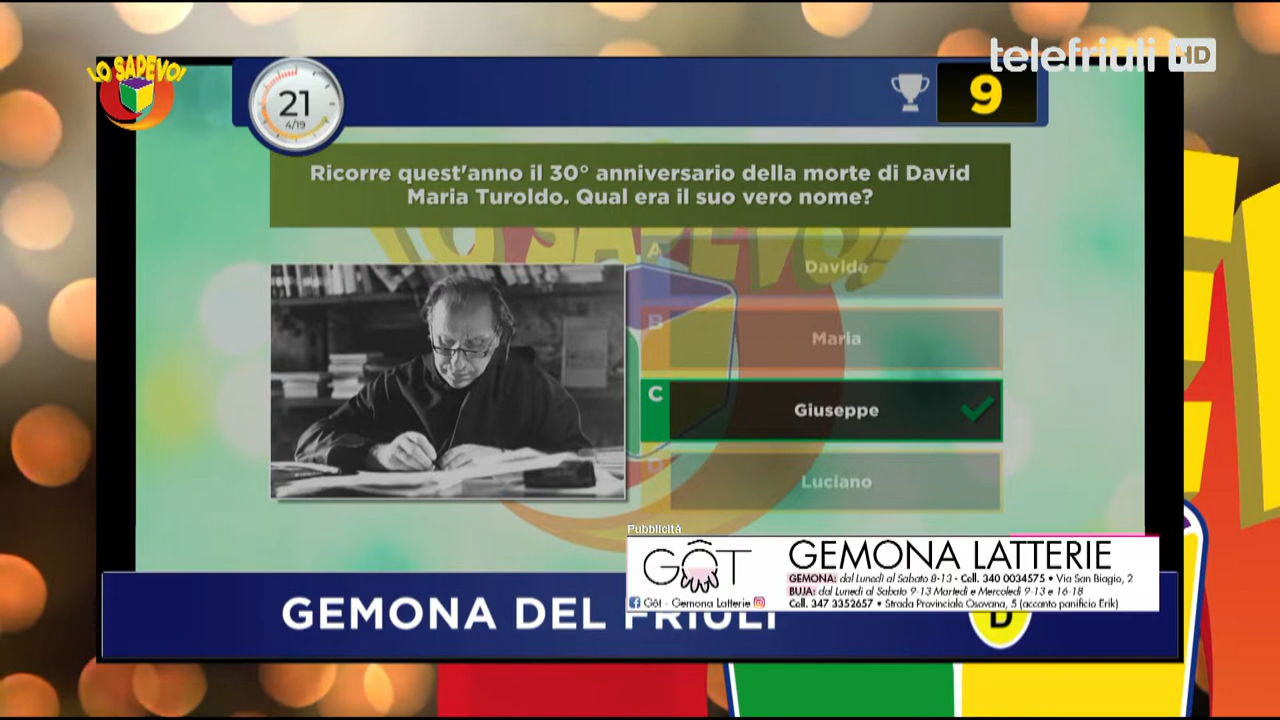 telefriuli HD
LO SAPEVO!
21
4/19
9
Ricorre quest'anno il 30° anniversario della morte di David
Maria Turoldo. Qual era il suo vero nome?
LO SAPEVO!
A
Davide
B
Maria
C
Giuseppe
D
Luciano
Pubblicità
GÔT
Gôt - Gemona Latterie
GEMONA LATTERIE
GEMONA: dal Lunedì al Sabato 8-13 - Cell. 340 0034575 • Via San Biagio, 2
BUJA: dal Lunedì al Sabato 9-13 Martedì e Mercoledì 9-13 e 16-18
Cell. 347 3352657 • Strada Provinciale Osovana, 5 (accanto panificio Erik)
GEMONA DEL FRIULI
D